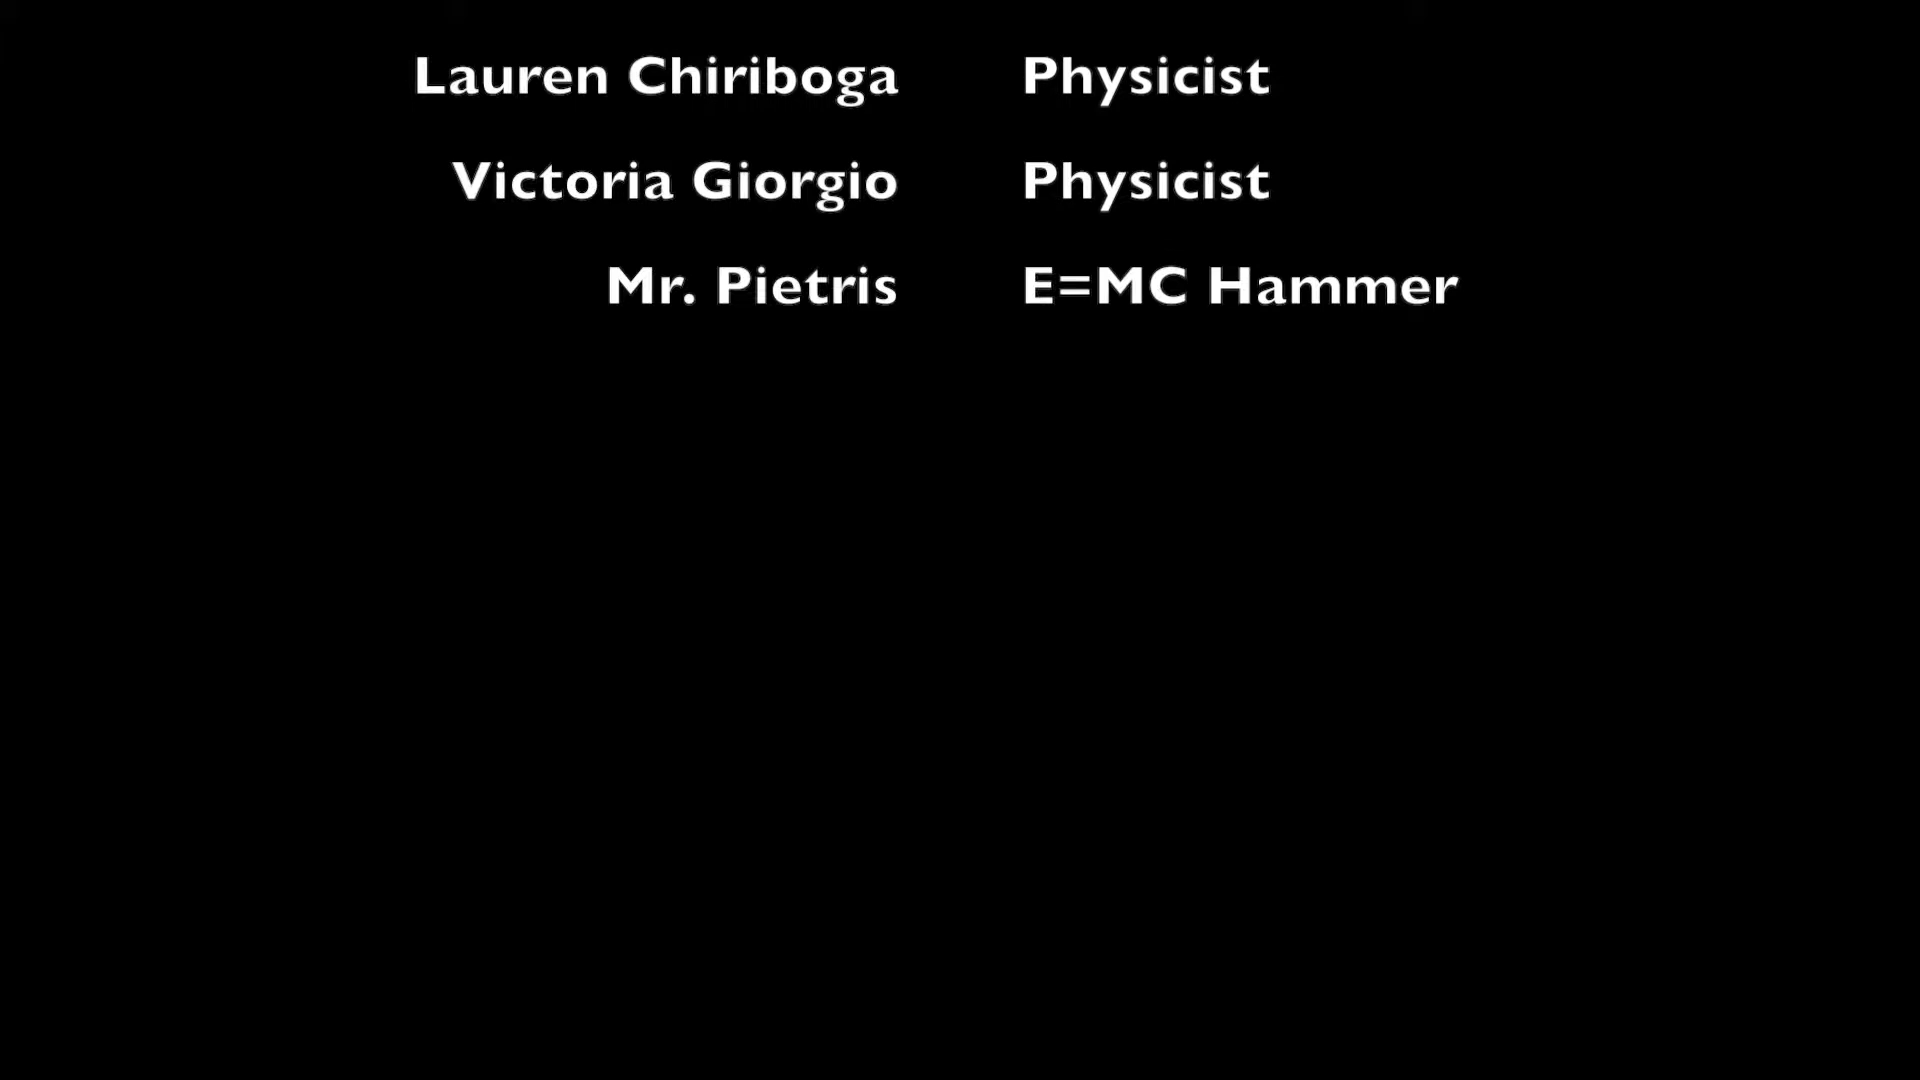 Lauren Chiriboga Physicist
Victoria Giorgio Physicist
Mr. Pietris E=MC Hammer